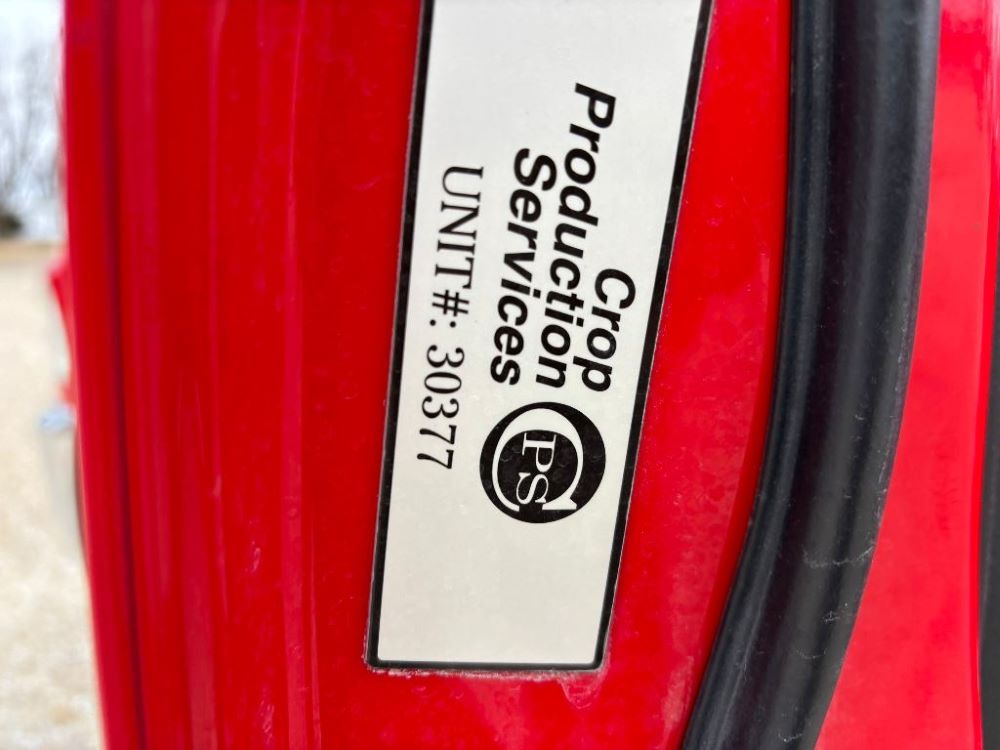 Crop
Production
Services
CPS
UNIT#: 30377